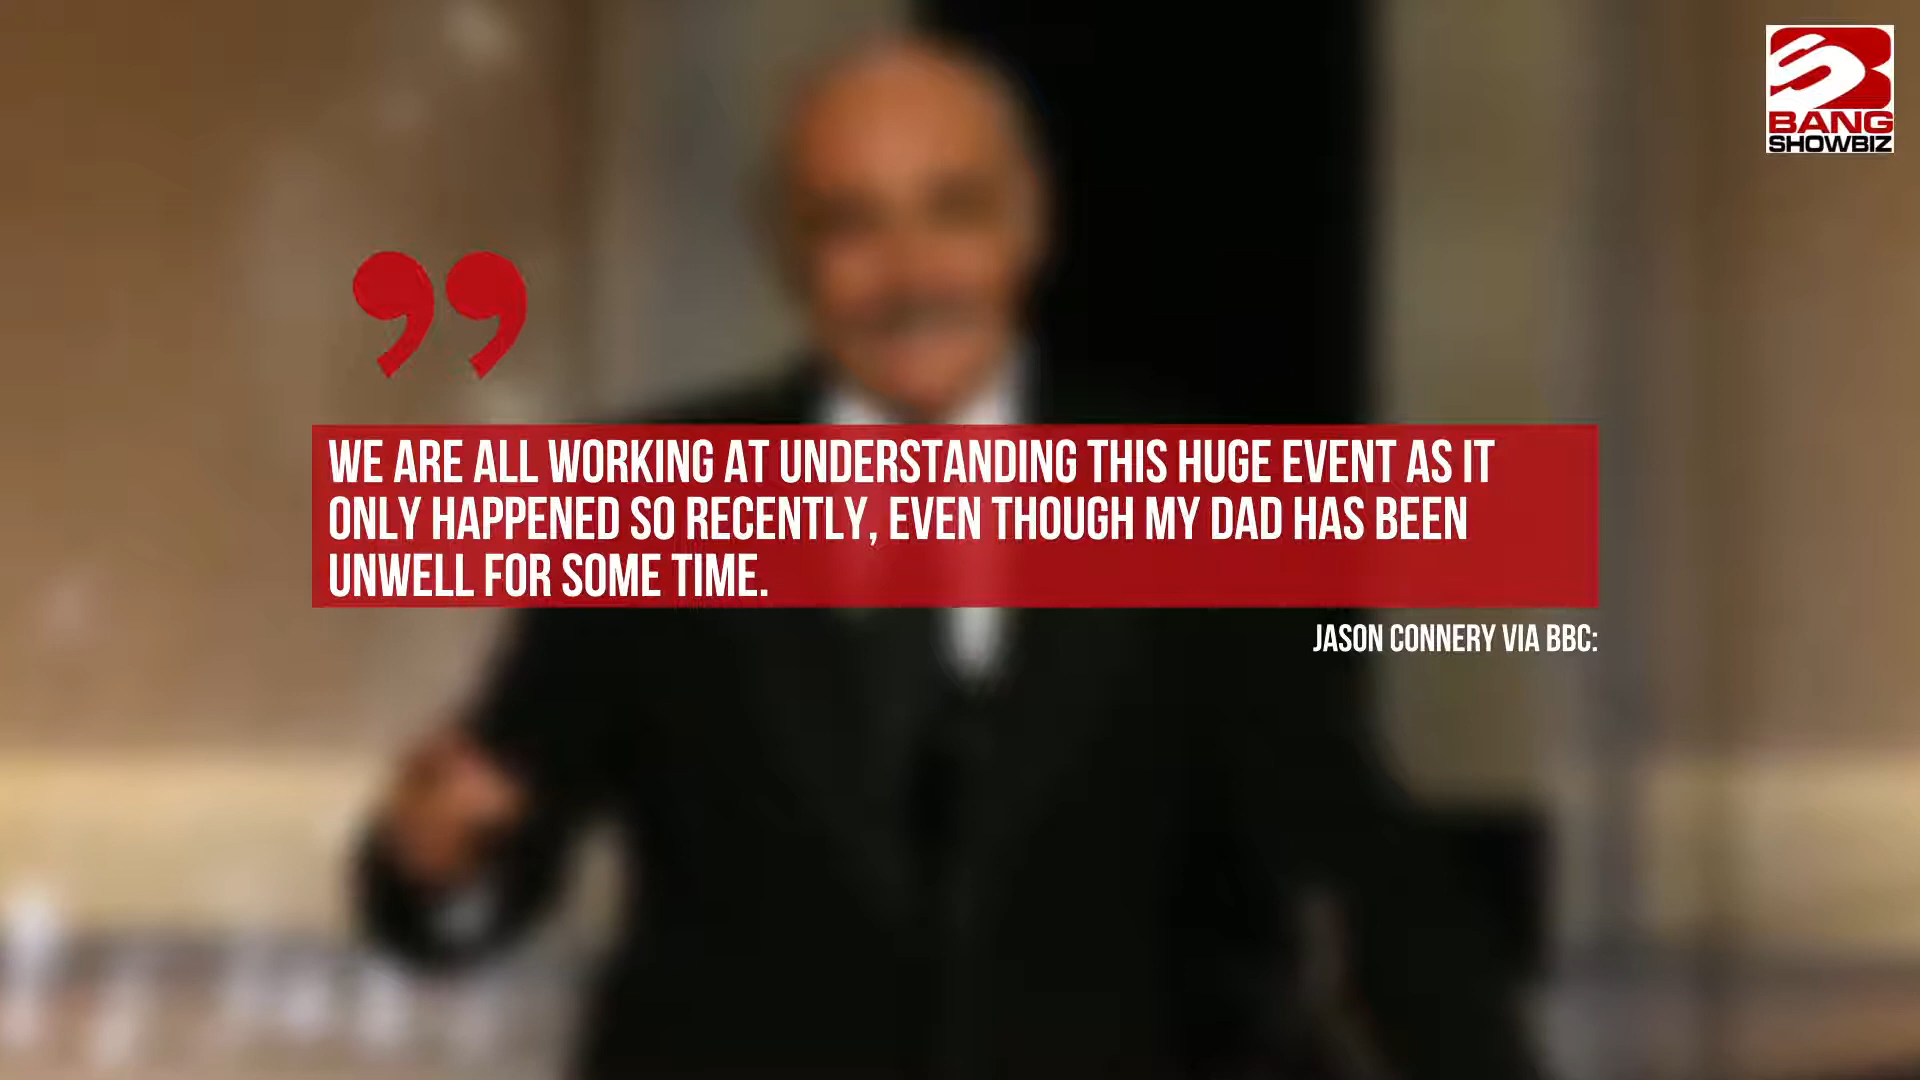 BANG
SHOWBIZ
”
WE ARE ALL WORKING AT UNDERSTANDING THIS HUGE EVENT AS IT
ONLY HAPPENED SO RECENTLY, EVEN THOUGH MY DAD HAS BEEN
UNWELL FOR SOME TIME.
JASON CONNERY VIA BBC: